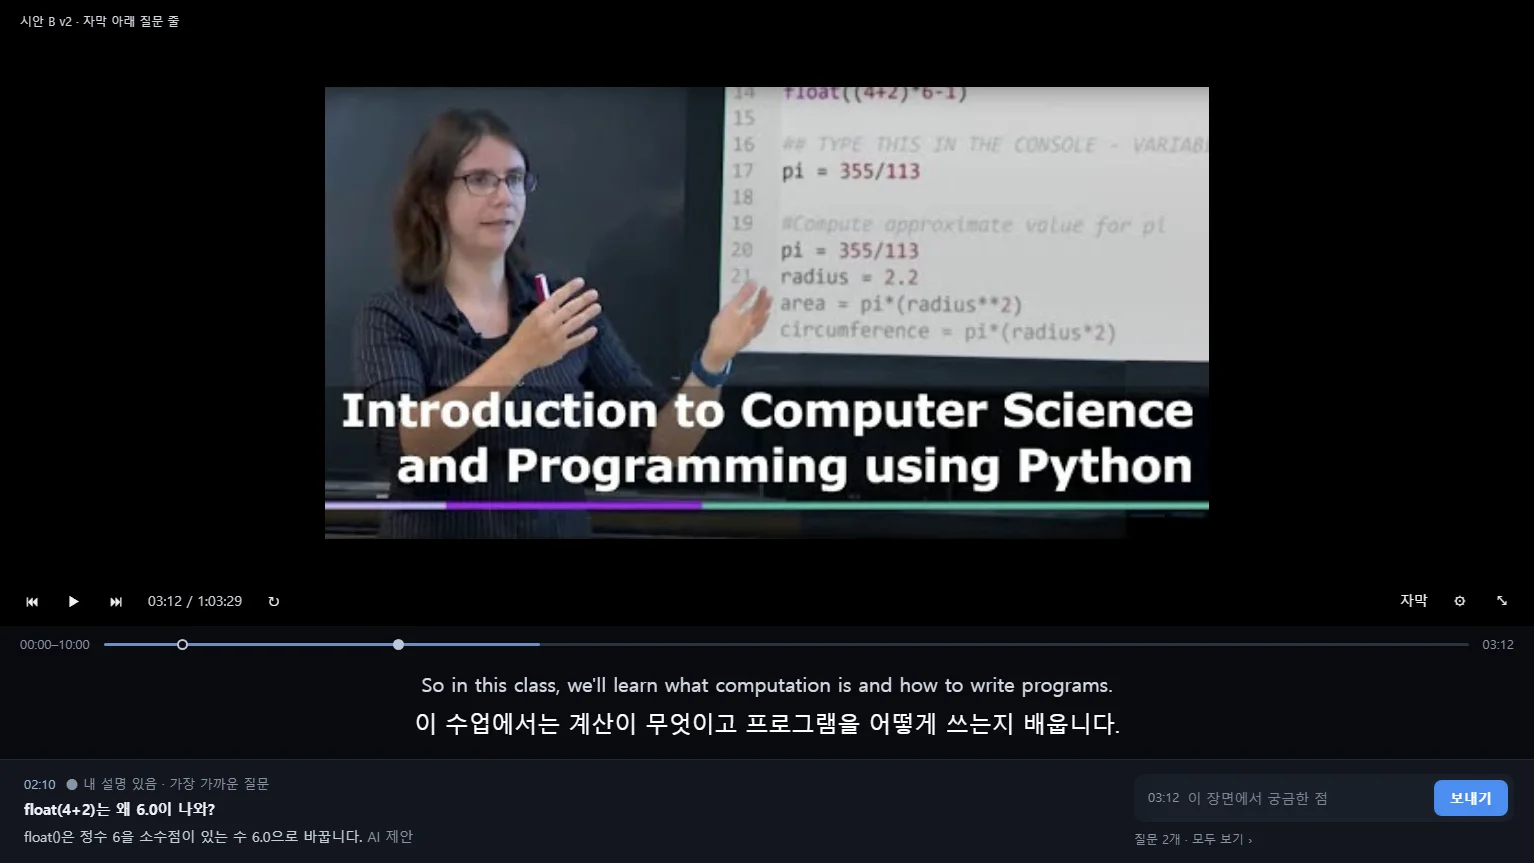 시안 B v2 · 자막 아래 질문 줄
14 float((4+2)*6-1)
15
16 ## TYPE THIS IN THE CONSOLE - VARIABL
17 pi = 355/113
18
19 #Compute approximate value for pi
20 pi = 355/113
21 radius = 2.2
area = pi*(radius**2)
circumference = pi*(radius*2)
Introduction to Computer Science
and Programming using Python
03:12 / 1:03:29
자막
00:00–10:00
03:12
So in this class, we'll learn what computation is and how to write programs.
이 수업에서는 계산이 무엇이고 프로그램을 어떻게 쓰는지 배웁니다.
02:10 ● 내 설명 있음 · 가장 가까운 질문
float(4+2)는 왜 6.0이 나와?
float()은 정수 6을 소수점이 있는 수 6.0으로 바꿉니다. AI 제안
03:12 이 장면에서 궁금한 점
보내기
질문 2개 · 모두 보기 ›